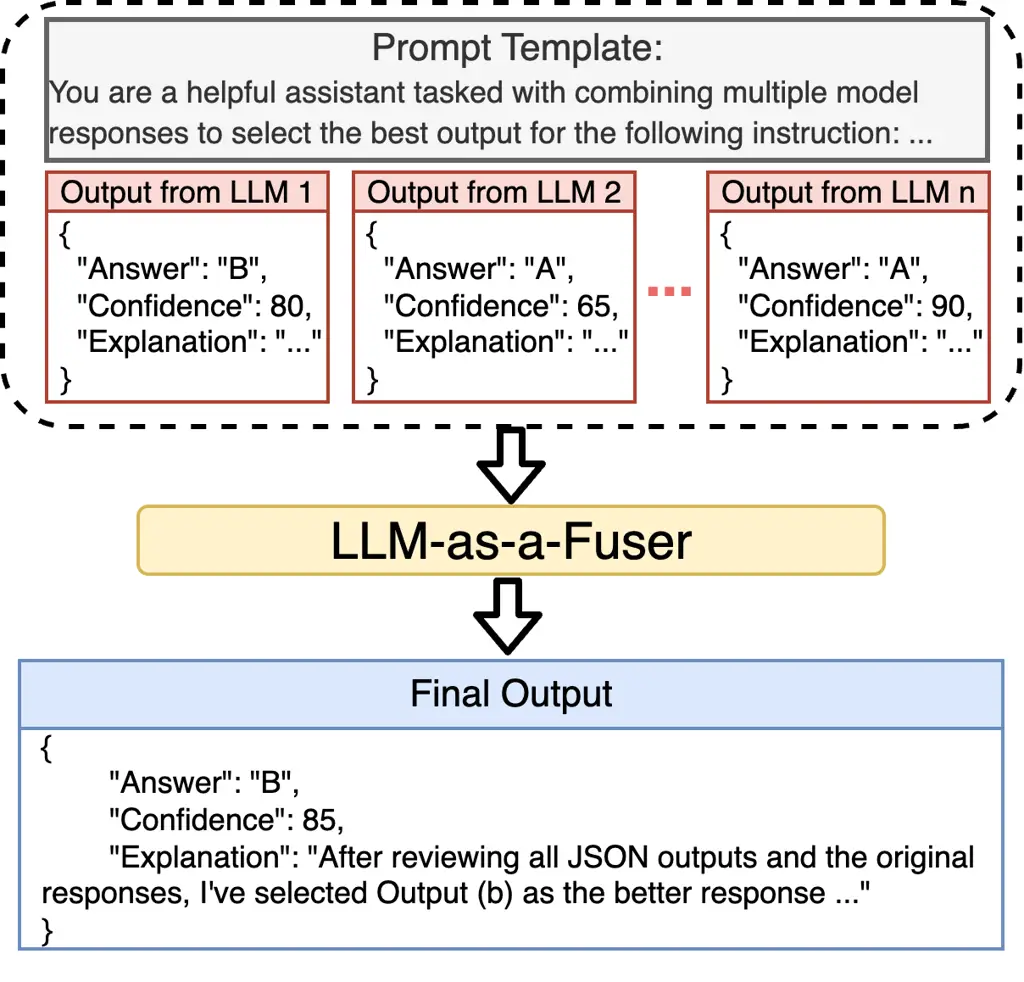 Prompt Template:
You are a helpful assistant tasked with combining multiple model
responses to select the best output for the following instruction: ...
Output from LLM 1
{
"Answer": "B",
"Confidence": 80,
"Explanation": "..."
}
Output from LLM 2
{
"Answer": "A",
"Confidence": 65,
"Explanation": "..."
}
...
Output from LLM n
{
"Answer": "A",
"Confidence": 90,
"Explanation": "..."
}
LLM-as-a-Fuser
Final Output
{
"Answer": "B",
"Confidence": 85,
"Explanation": "After reviewing all JSON outputs and the original
responses, I've selected Output (b) as the better response ..."
}